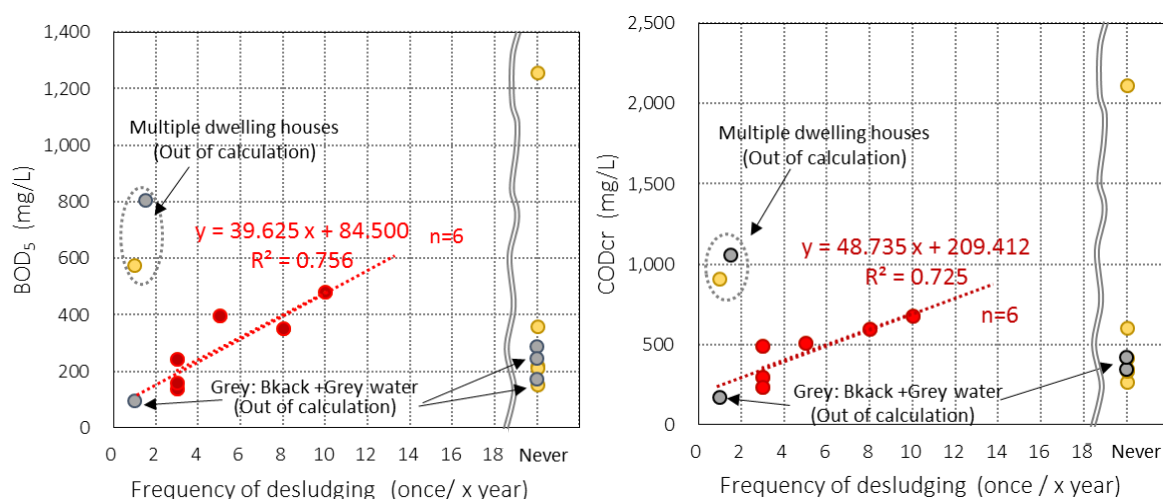 1,400
1,200
1,000
800
600
400
200
0
BOD5 (mg/L)
Multiple dwelling houses
(Out of calculation)
y = 39.625 x + 84.500
n=6
R² = 0.756
Grey: Bkack +Grey water
(Out of calculation)
0 2 4 6 8 10 12 14 16 18 Never
Frequency of desludging (once/ x year)
2,500
2,000
1,500
1,000
500
0
CODcr (mg/L)
Multiple dwelling houses
(Out of calculation)
y = 48.735 x + 209.412
R² = 0.725
n=6
Grey: Bkack +Grey water
(Out of calculation)
0 2 4 6 8 10 12 14 16 18 Never
Frequency of desludging (once / x year)